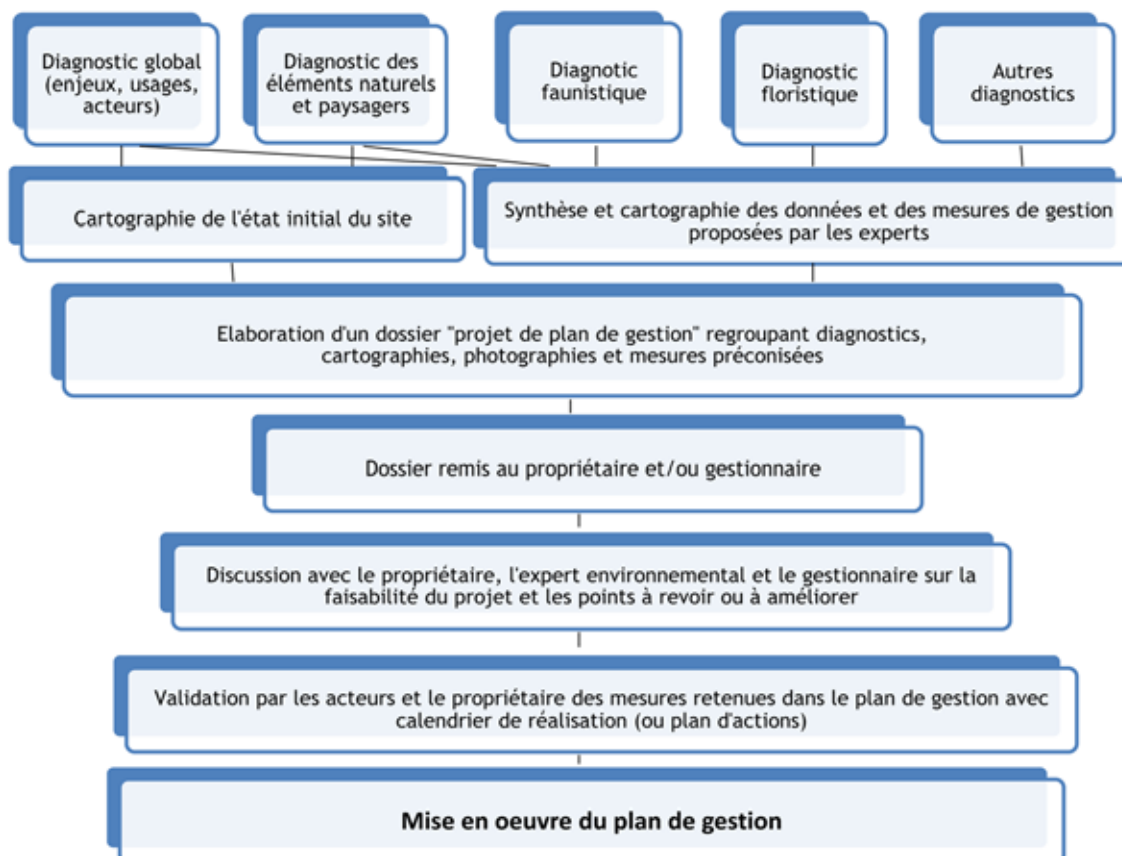 Diagnostic global
(enjeux, usages,
acteurs)
Diagnostic des
éléments naturels
et paysagers
Diagnotic
faunistique
Diagnostic
floristique
Autres
diagnostics
Cartographie de l'état initial du site
Synthèse et cartographie des données et des mesures de gestion
proposées par les experts
Elaboration d'un dossier "projet de plan de gestion" regroupant diagnostics,
cartographies, photographies et mesures préconisées
Dossier remis au propriétaire et/ou gestionnaire
Discussion avec le propriétaire, l'expert environnemental et le gestionnaire sur la
faisabilité du projet et les points à revoir ou à améliorer
Validation par les acteurs et le propriétaire des mesures retenues dans le plan de gestion avec
calendrier de réalisation (ou plan d'actions)
Mise en oeuvre du plan de gestion